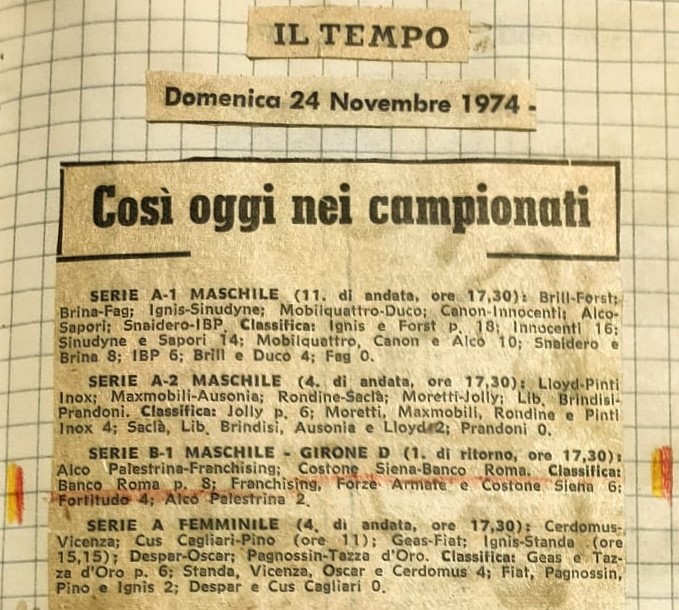 IL TEMPO
Domenica 24 Novembre 1974 -
Così oggi nei campionati
SERIE A-1 MASCHILE (11. di andata, ore 17,30): Brill-Forst;
Brina-Fag; Ignis-Sinudyne; Mobilquattro-Duco; Canon-Innocenti; Alco-
Sapori; Snaidero-IBP. Classifica: Ignis e Forst p. 18; Innocenti 16;
Sinudyne e Sapori 14; Mobilquattro, Canon e Alco 10; Snaidero e
Brina 8; IBP 6; Brill e Duco 4; Fag 0.
SERIE A-2 MASCHILE (4. di andata, ore 17,30): Lloyd-Pinti
Inox; Maxmobili-Ausonia; Rondine-Saclà; Moretti-Jolly; Lib. Brindisi-
Prandoni. Classifica: Jolly p. 6; Moretti, Maxmobili, Rondine e Pinti
Inox 4; Saclà, Lib. Brindisi, Ausonia e Lloyd 2; Prandoni 0.
SERIE B-1 MASCHILE - GIRONE D (1. di ritorno, ore 17,30):
Alco Palestrina-Franchising; Costone Siena-Banco Roma. Classifica:
Banco Roma p. 8; Franchising, Forze Armate e Costone Siena 6;
Fortitudo 4; Alco Palestrina 2.
SERIE A FEMMINILE (4. di andata, ore 17,30): Cerdomus-
Vicenza; Cus Cagliari-Pino (ore 11); Geas-Fiat; Ignis-Standa (ore
15,15); Despar-Oscar; Pagnossin-Tazza d'Oro. Classifica: Geas e Taz-
za d'Oro p. 6; Standa, Vicenza, Oscar e Cerdomus 4; Fiat, Pagnossin,
Pino e Ignis 2; Despar e Cus Cagliari 0.